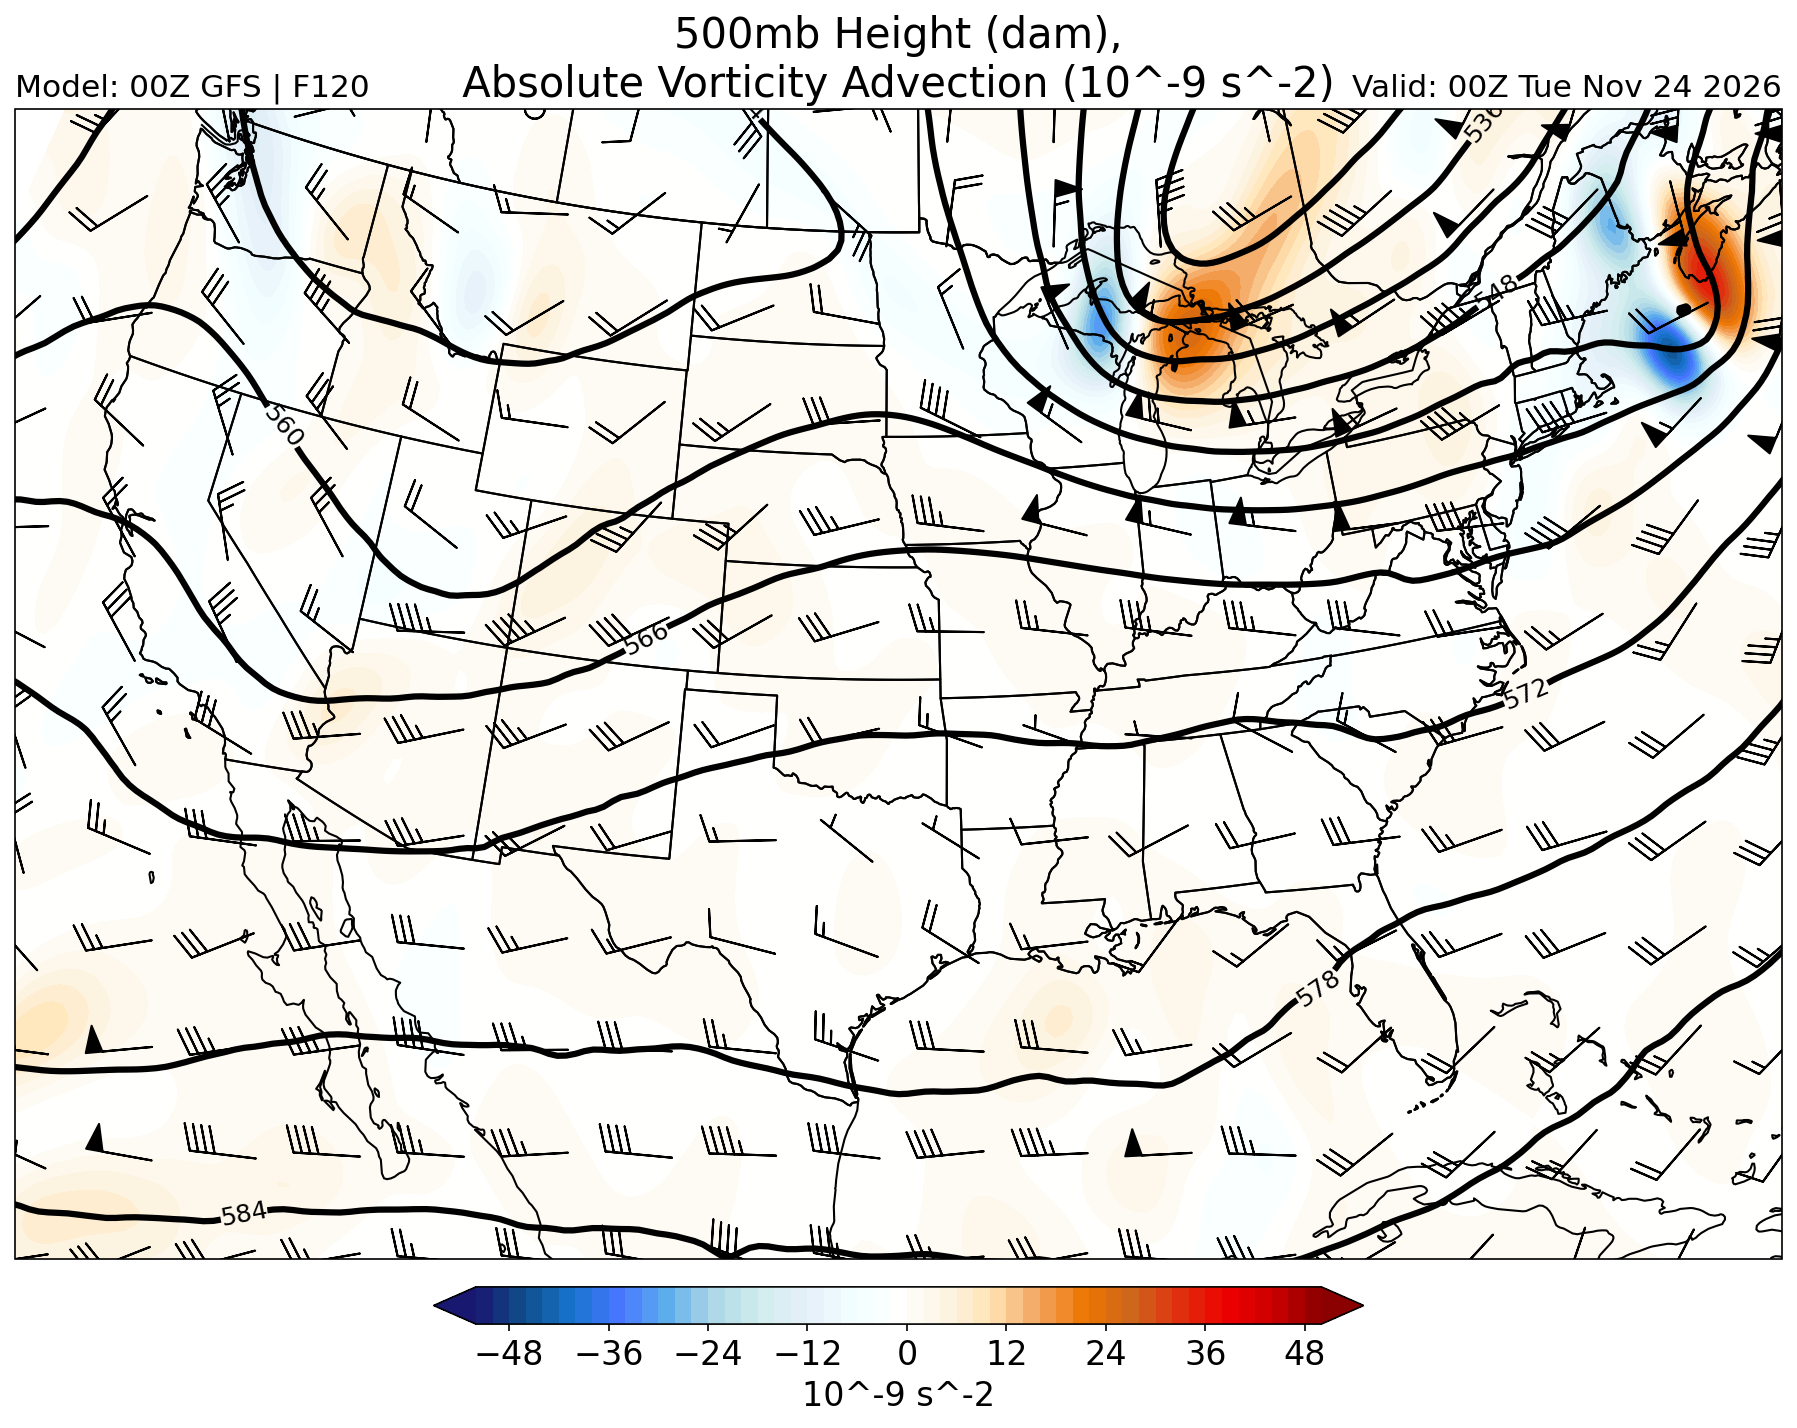 500mb Height (dam),
Model: 00Z GFS | F120
Absolute Vorticity Advection (10^-9 s^-2)
Valid: 00Z Tue Nov 24 2026
536
548
560
566
572
578
584
−48 −36 −24 −12 0 12 24 36 48
10^-9 s^-2